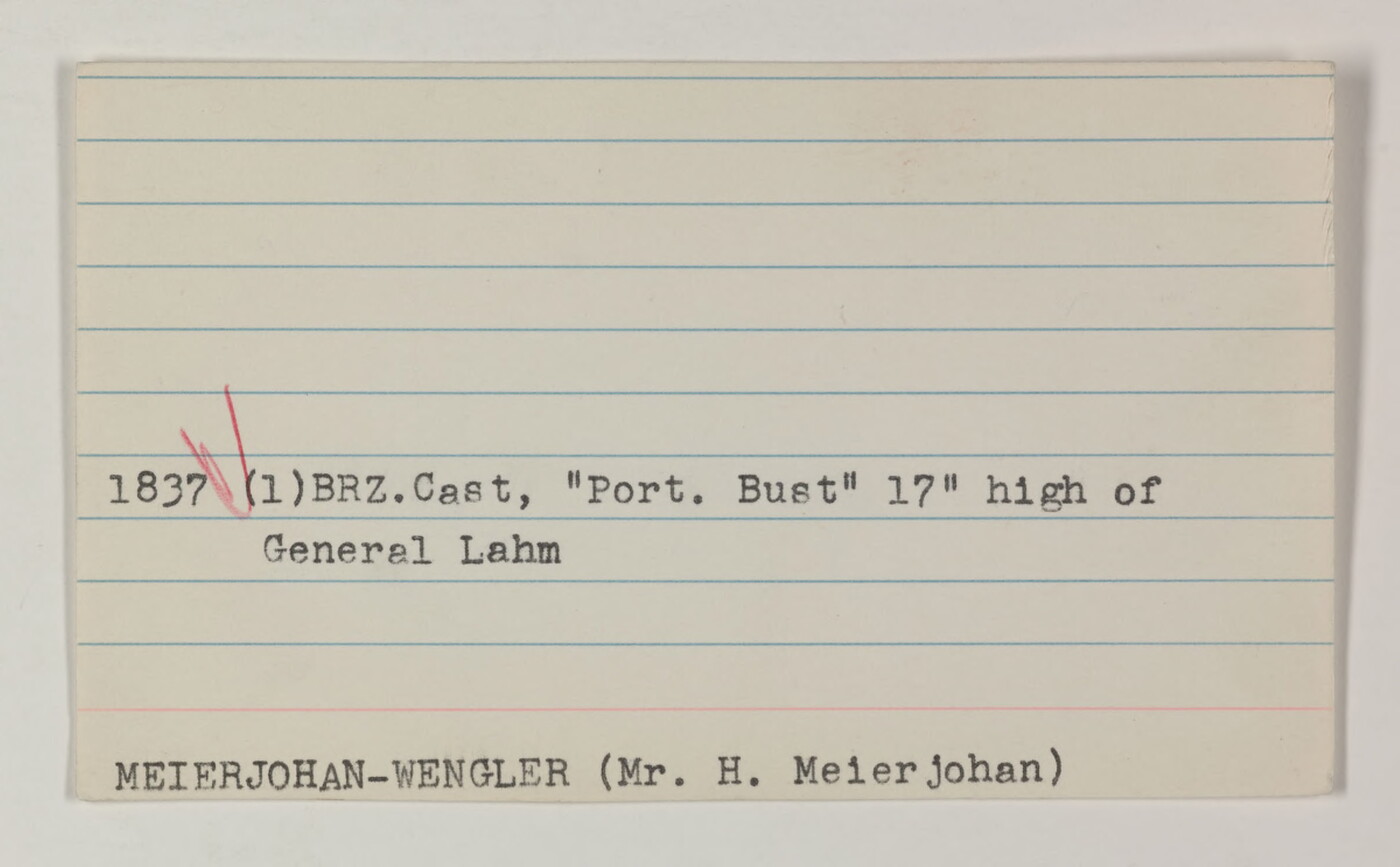 1837 (1)BRZ.Cast, "Port. Bust" 17" high of
General Lahm
MEIERJOHAN-WENGLER (Mr. H. Meierjohan)